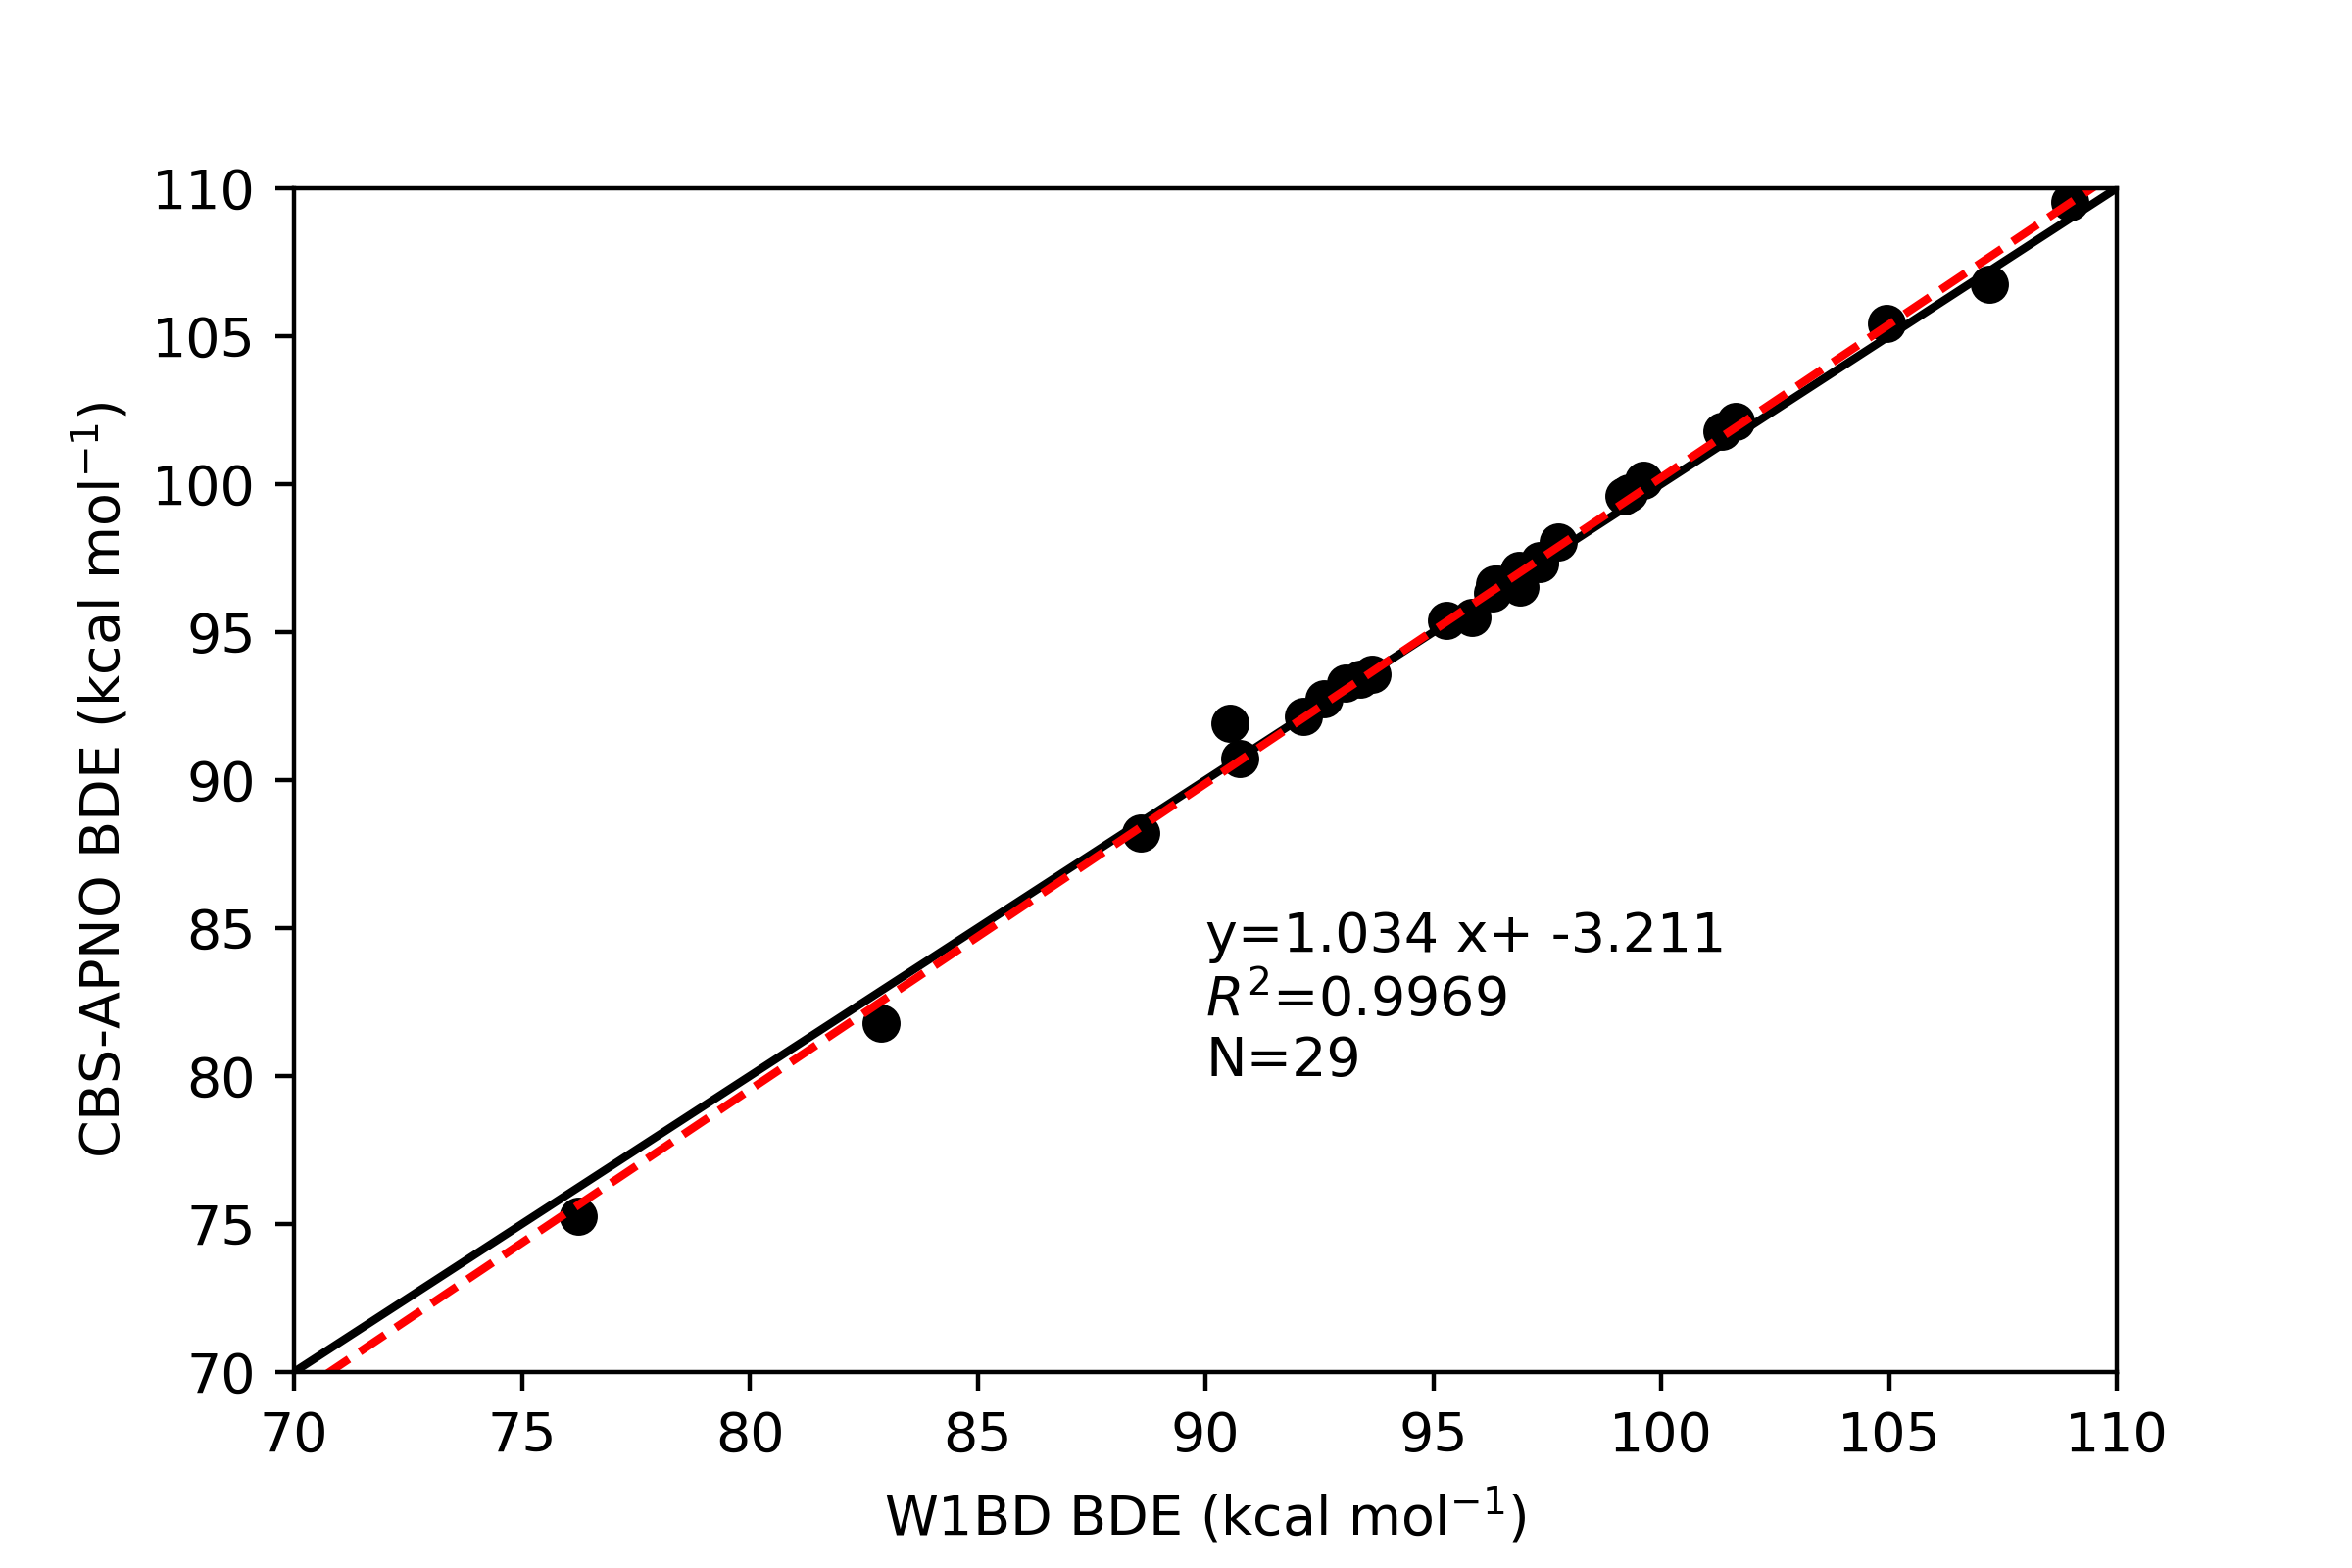 110
105
100
95
90
85
80
75
70
CBS-APNO BDE (kcal mol⁻¹)
y=1.034 x+ -3.211
R²=0.9969
N=29
70 75 80 85 90 95 100 105 110
W1BD BDE (kcal mol⁻¹)